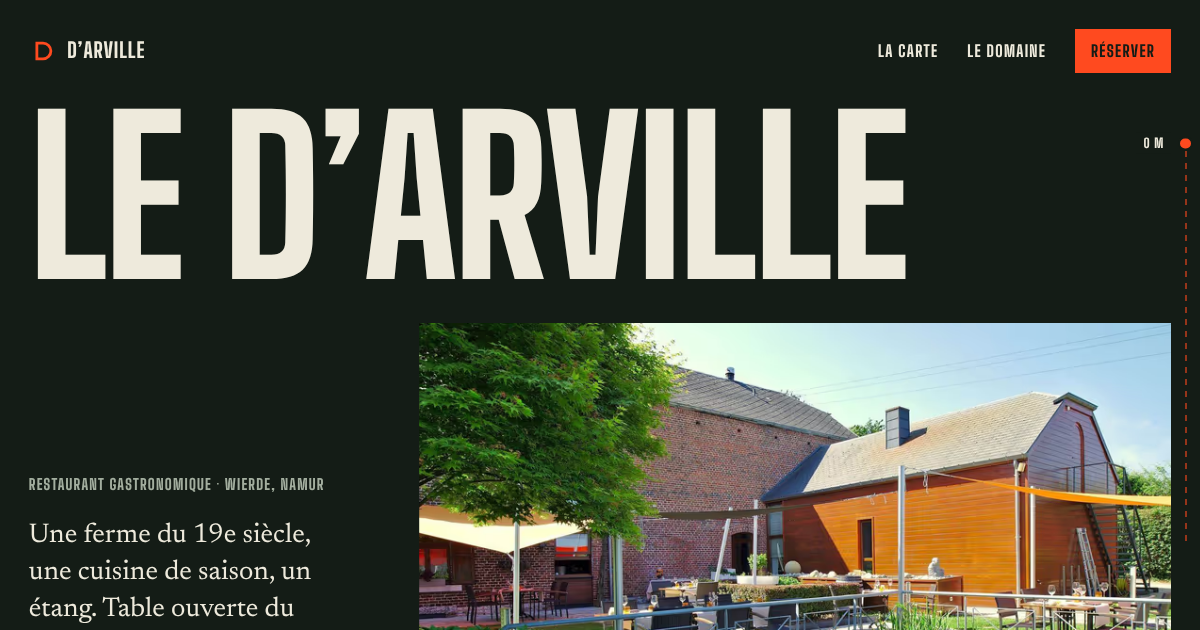 D D’ARVILLE
LA CARTE LE DOMAINE RÉSERVER
LE D’ARVILLE
0 M
RESTAURANT GASTRONOMIQUE · WIERDE, NAMUR
Une ferme du 19e siècle,
une cuisine de saison, un
étang. Table ouverte du